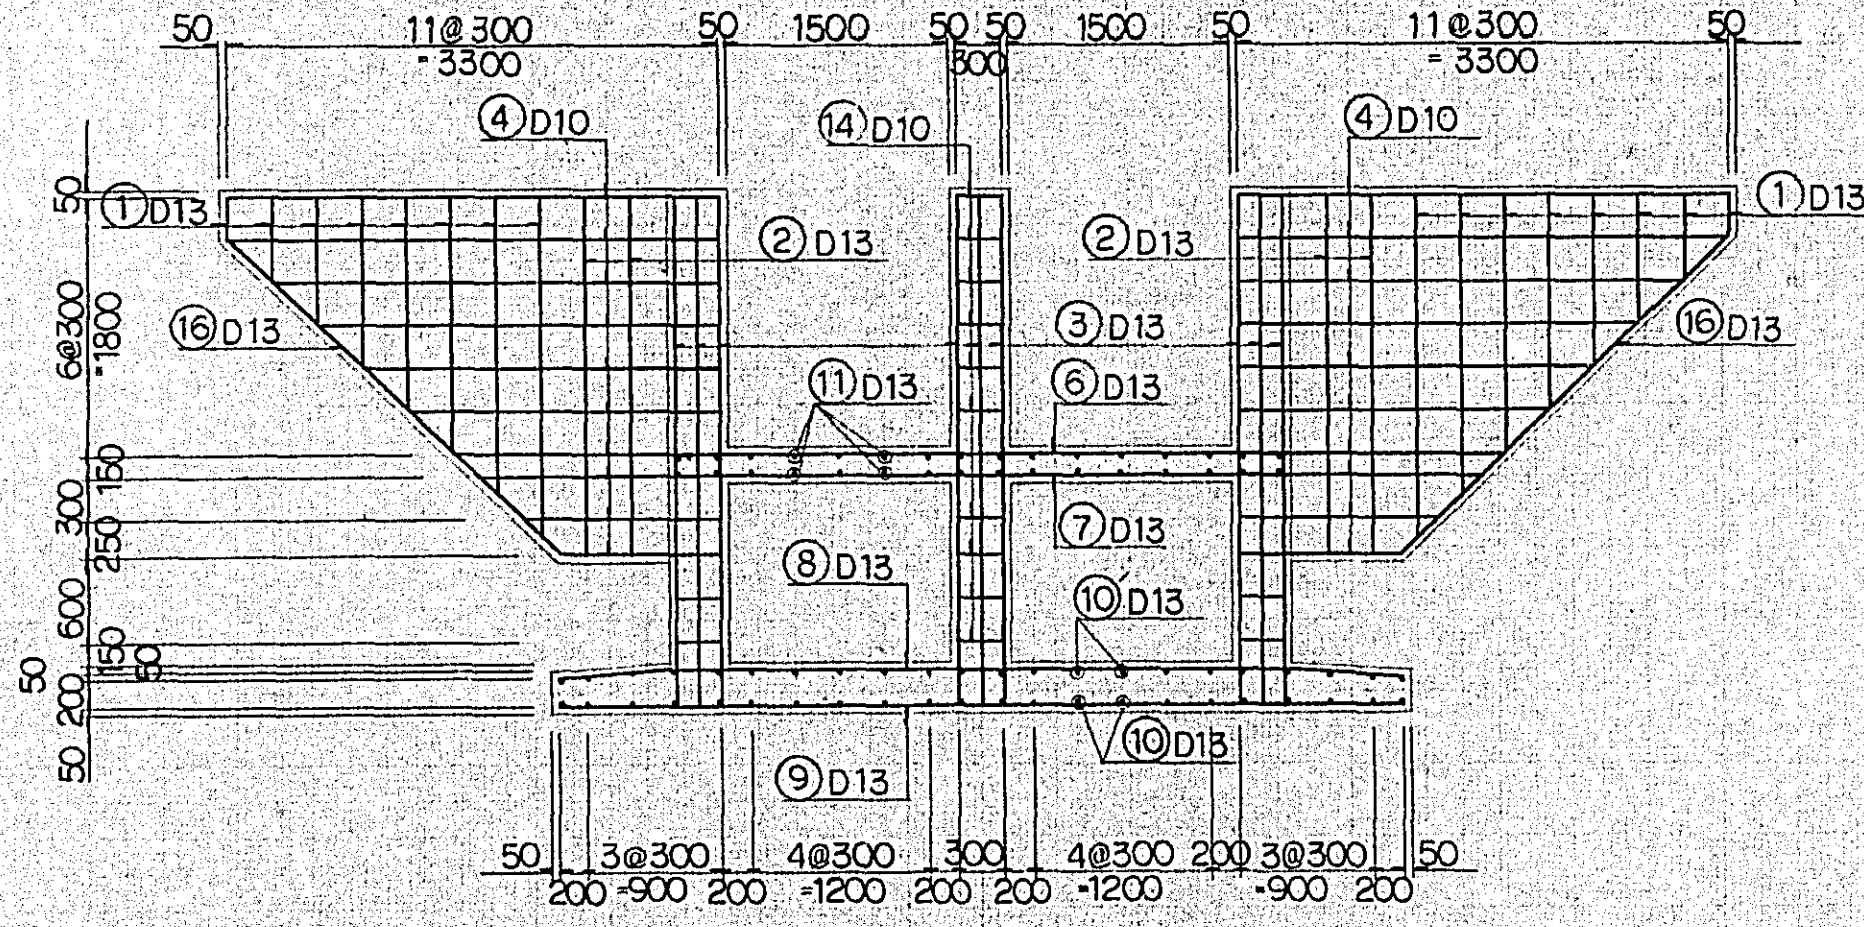 50 11@300 50 1500 50 50 1500 50 11@300 50
=3300 300 =3300
④D10 ⑭D10 ④D10
50 ①D13 ①D13
②D13 ②D13
6@300
=1800
⑯D13 ③D13 ⑯D13
⑪D13 ⑥D13
150
300
250
⑦D13
⑧D13
⑩'D13
600
150
50
50
200
50
⑩D13
⑨D13
50 3@300 4@300 300 4@300 200 3@300 50
200 =900 200 =1200 200 200 =1200 =900 200